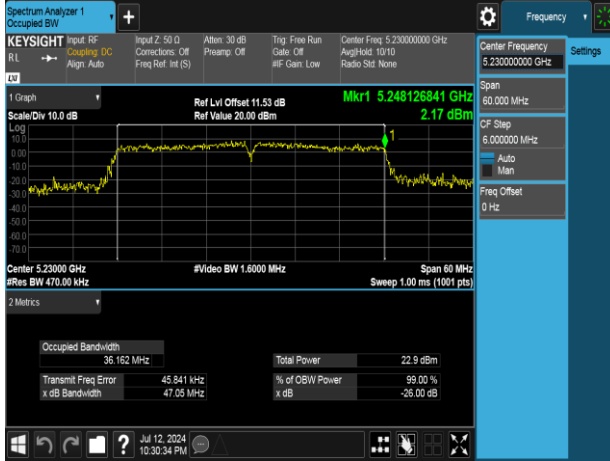 Spectrum Analyzer 1
Occupied BW
Frequency
KEYSIGHT
RL
Input: RF
Coupling: DC
Align: Auto
Input Z: 50 Ω
Corrections: Off
Freq Ref: Int (S)
Atten: 30 dB
Preamp: Off
Trig: Free Run
Gate: Off
#IF Gain: Low
Center Freq: 5.230000000 GHz
Avg|Hold: 10/10
Radio Std: None
LXI
Center Frequency
5.230000000 GHz
Settings
Span
60.000 MHz
CF Step
6.000000 MHz
Auto
Man
Freq Offset
0 Hz
1 Graph
Scale/Div 10.0 dB
Ref Lvl Offset 11.53 dB
Ref Value 20.00 dBm
Mkr1 5.248126841 GHz
2.17 dBm
Log
10.0
0.00
-10.0
-20.0
-30.0
-40.0
-50.0
-60.0
-70.0
1
Center 5.23000 GHz
#Res BW 470.00 kHz
#Video BW 1.6000 MHz
Span 60 MHz
Sweep 1.00 ms (1001 pts)
2 Metrics
Occupied Bandwidth
36.162 MHz
Total Power 22.9 dBm
Transmit Freq Error 45.841 kHz
% of OBW Power 99.00 %
x dB Bandwidth 47.05 MHz
x dB -26.00 dB
?
Jul 12, 2024
10:30:34 PM